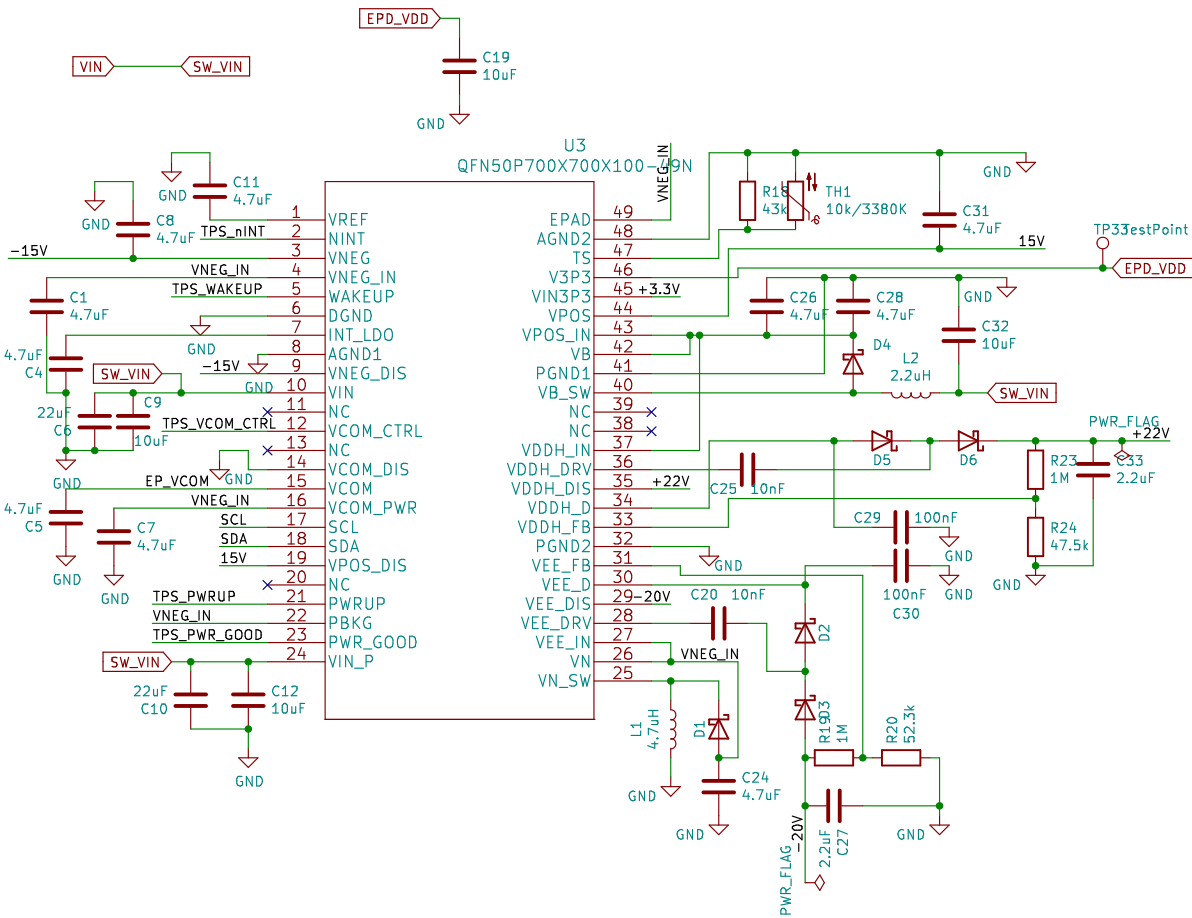 EPD_VDD
C19
10uF
GND
VIN
SW_VIN
U3
QFN50P700X700X100-49N
GND
C11
4.7uF
GND
C8
4.7uF
-15V
TPS_nINT
VNEG_IN
TPS_WAKEUP
C1
4.7uF
GND
4.7uF
C4
SW_VIN
-15V
GND
22uF
C6
C9
10uF
TPS_VCOM_CTRL
GND
GND
EP_VCOM
VNEG_IN
4.7uF
C5
C7
4.7uF
GND
GND
SCL
SDA
15V
TPS_PWRUP
VNEG_IN
TPS_PWR_GOOD
SW_VIN
22uF
C10
C12
10uF
GND
1 VREF
2 NINT
3 VNEG
4 VNEG_IN
5 WAKEUP
6 DGND
7 INT_LDO
8 AGND1
9 VNEG_DIS
10 VIN
11 NC
12 VCOM_CTRL
13 NC
14 VCOM_DIS
15 VCOM
16 VCOM_PWR
17 SCL
18 SDA
19 VPOS_DIS
20 NC
21 PWRUP
22 PBKG
23 PWR_GOOD
24 VIN_P
EPAD 49
AGND2 48
TS 47
V3P3 46
VIN3P3 45
VPOS 44
VPOS_IN 43
VB 42
PGND1 41
VB_SW 40
NC 39
NC 38
VDDH_IN 37
VDDH_DRV 36
VDDH_DIS 35
VDDH_D 34
VDDH_FB 33
PGND2 32
VEE_FB 31
VEE_D 30
VEE_DIS 29
VEE_DRV 28
VEE_IN 27
VN 26
VN_SW 25
VNEG_IN
R18
43k
TH1
10k/3380K
GND
C31
4.7uF
15V
TP33
TestPoint
EPD_VDD
+3.3V
C26
4.7uF
C28
4.7uF
GND
C32
10uF
D4
L2
2.2uH
SW_VIN
PWR_FLAG
+22V
D5
D6
R23
1M
C33
2.2uF
C25
10nF
+22V
C29
100nF
GND
R24
47.5k
GND
GND
100nF
C30
GND
-20V
C20
10nF
D2
VNEG_IN
D3
L1
4.7uH
D1
R19
1M
R20
52.3k
GND
C24
4.7uF
GND
-20V
2.2uF
C27
GND
PWR_FLAG